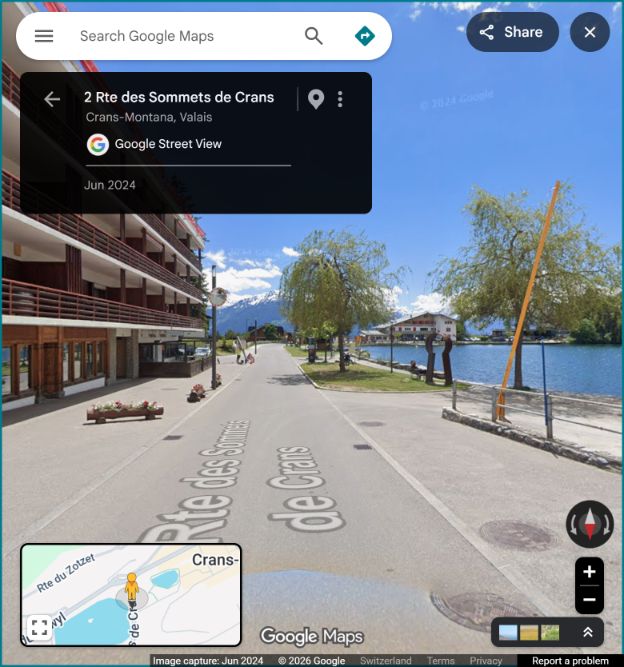 Search Google Maps
Share
2 Rte des Sommets de Crans
Crans-Montana, Valais
Google Street View
Jun 2024
© 2024 Google
Rte des Sommets
de Crans
Rte du Zotzet
Crans-
Google Maps
Image capture: Jun 2024 © 2026 Google Switzerland Terms Privacy Report a problem